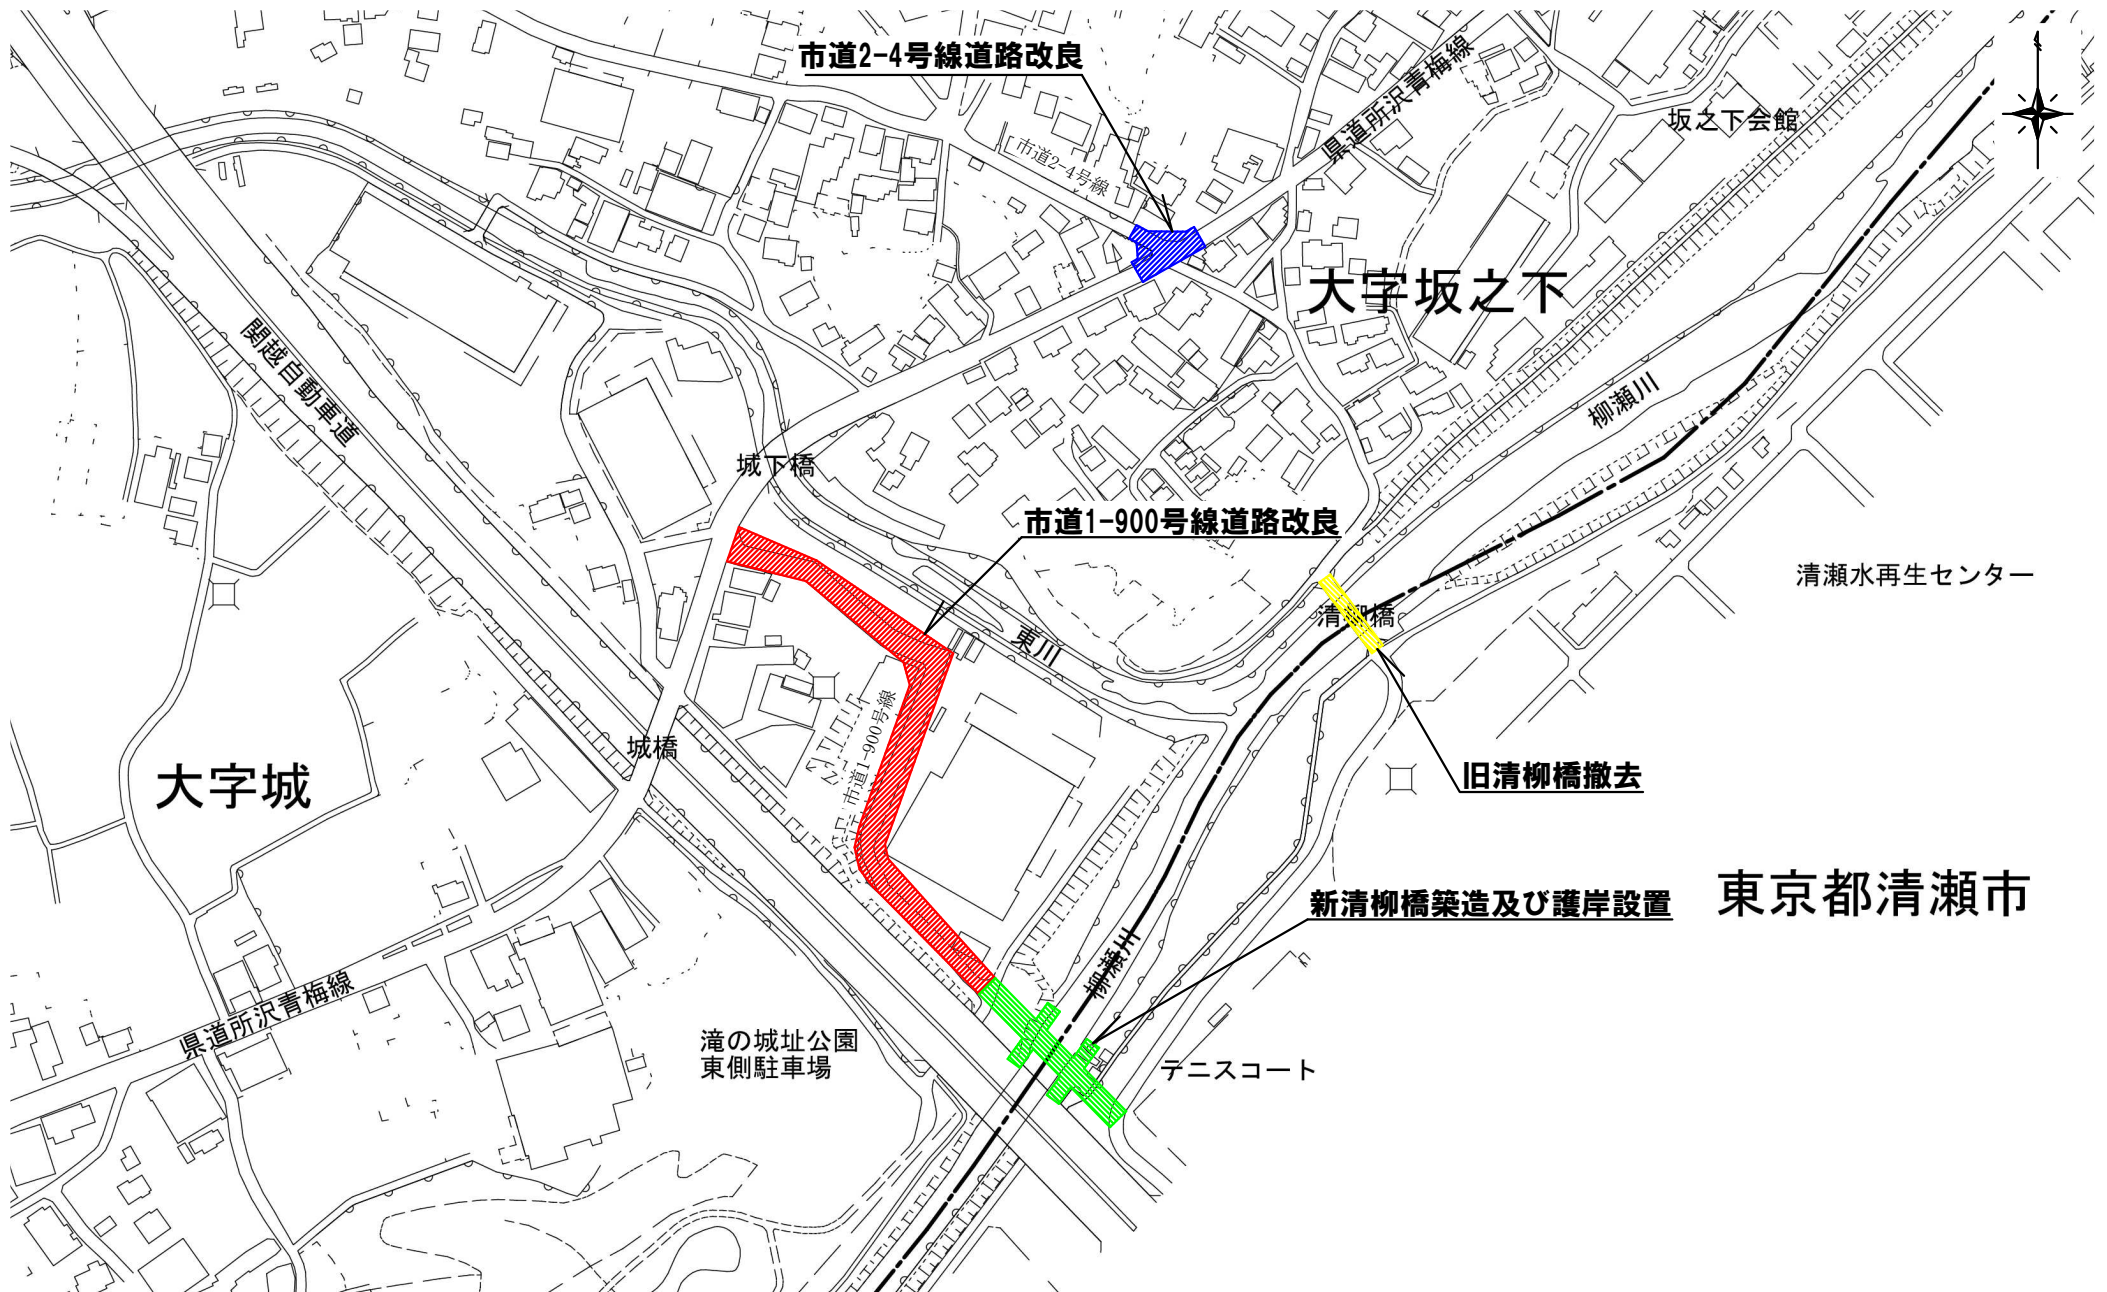 市道2-4号線道路改良
県道所沢青梅線
坂之下会館
市道2-4号線
大字坂之下
関越自動車道
柳瀬川
城下橋
市道1-900号線道路改良
清瀬水再生センター
清柳橋
東川
市道1-900号線
城橋
旧清柳橋撤去
大字城
東京都清瀬市
新清柳橋築造及び護岸設置
柳瀬川
県道所沢青梅線
滝の城址公園
東側駐車場
テニスコート